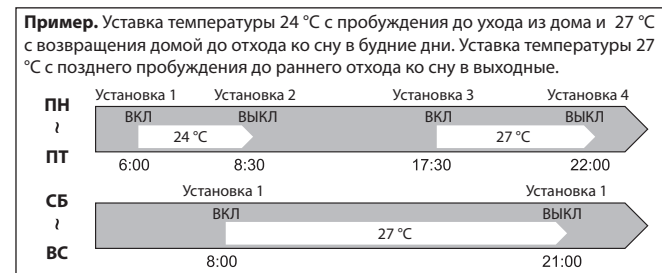 Пример. Уставка температуры 24 °C с пробуждения до ухода из дома и 27 °C
с возвращения домой до отхода ко сну в будние дни. Уставка температуры 27
°C с позднего пробуждения до раннего отхода ко сну в выходные.
Установка 1 Установка 2 Установка 3 Установка 4
ПН
≀
ПТ
ВКЛ ВЫКЛ ВКЛ ВЫКЛ
24 °C 27 °C
6:00 8:30 17:30 22:00
Установка 1 Установка 1
СБ
≀
ВС
ВКЛ ВЫКЛ
27 °C
8:00 21:00